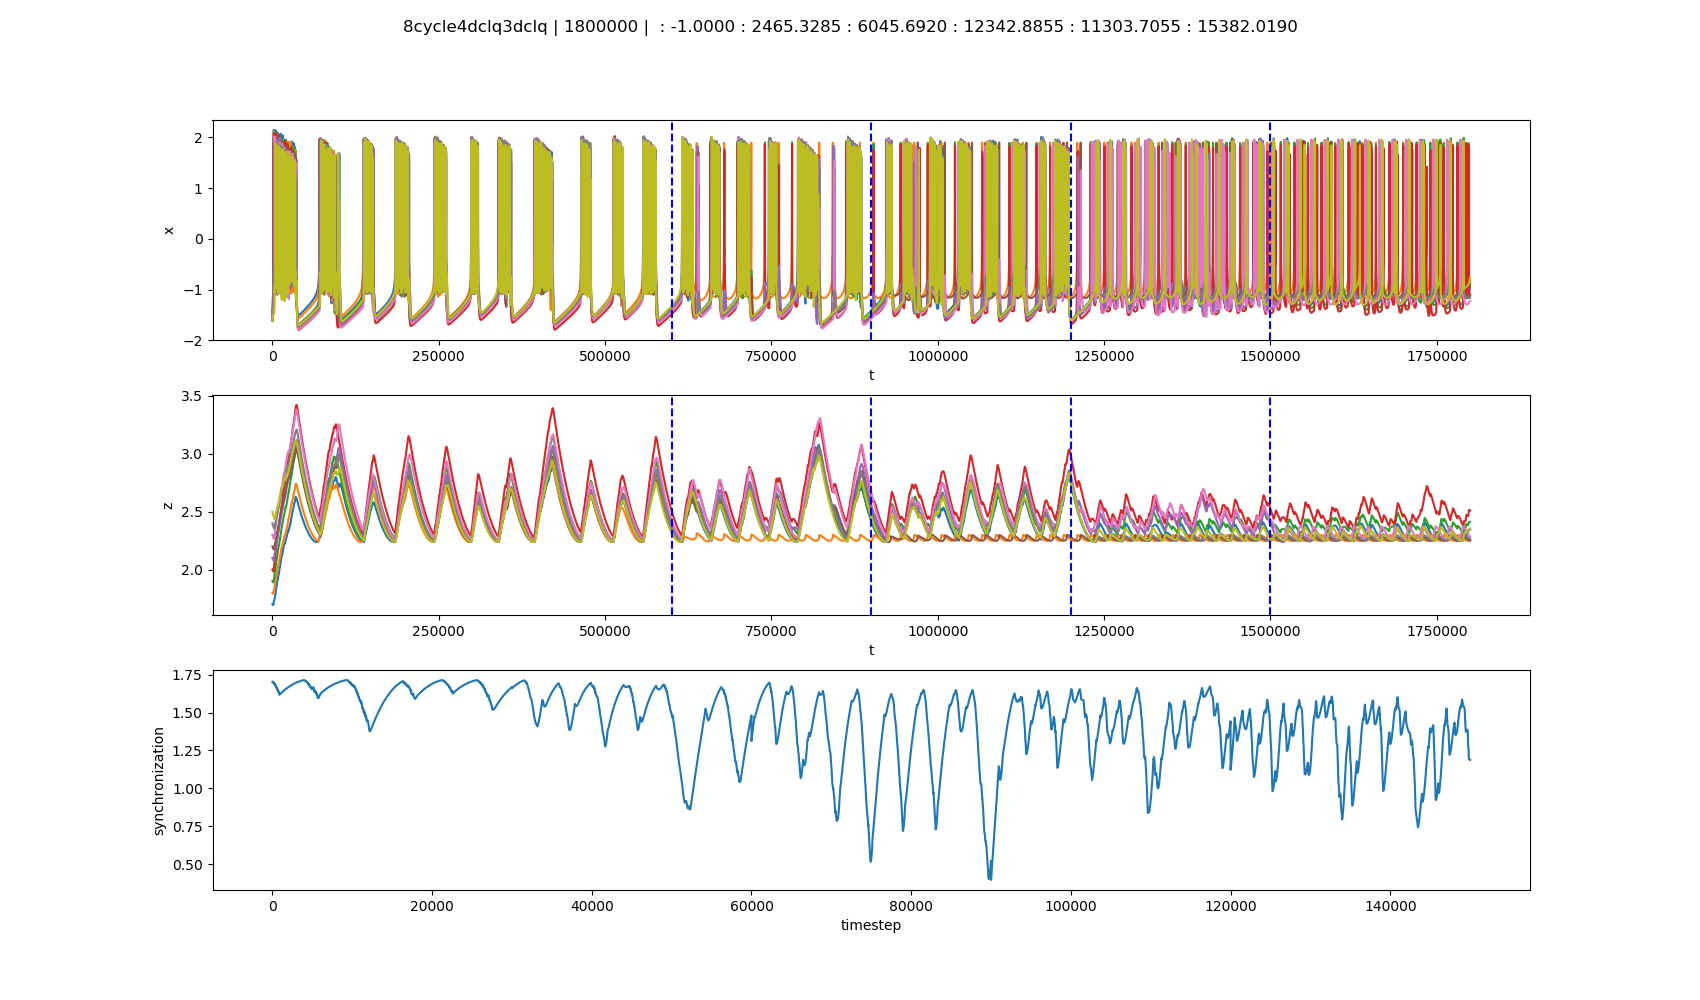 8cycle4dclq3dclq | 1800000 |  : -1.0000 : 2465.3285 : 6045.6920 : 12342.8855 : 11303.7055 : 15382.0190
2
1
0
−1
−2
x
0 250000 500000 750000 1000000 1250000 1500000 1750000
t
3.5
3.0
2.5
2.0
z
0 250000 500000 750000 1000000 1250000 1500000 1750000
t
1.75
1.50
1.25
1.00
0.75
0.50
synchronization
0 20000 40000 60000 80000 100000 120000 140000
timestep